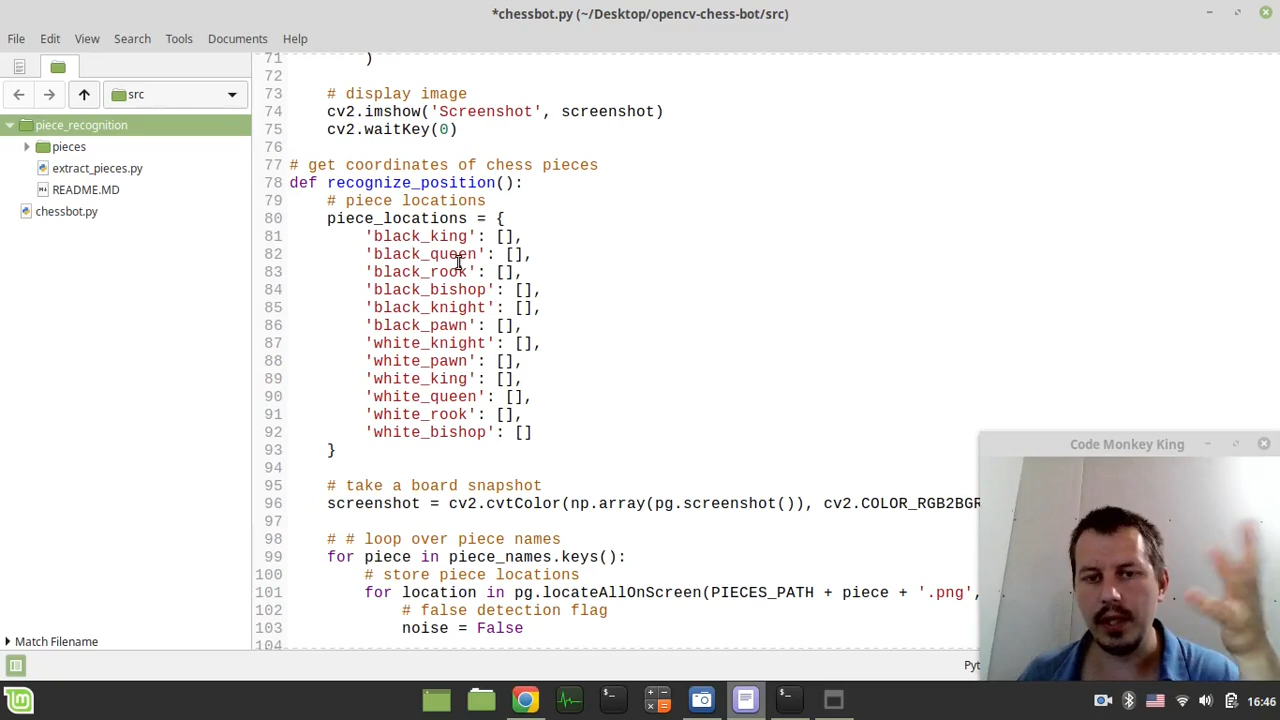 *chessbot.py (~/Desktop/opencv-chess-bot/src)
File Edit View Search Tools Documents Help
src
piece_recognition
pieces
extract_pieces.py
README.MD
chessbot.py
Match Filename
71 )
72
73 # display image
74 cv2.imshow('Screenshot', screenshot)
75 cv2.waitKey(0)
76
77 # get coordinates of chess pieces
78 def recognize_position():
79 # piece locations
80 piece_locations = {
81 'black_king': [],
82 'black_queen': [],
83 'black_rook': [],
84 'black_bishop': [],
85 'black_knight': [],
86 'black_pawn': [],
87 'white_knight': [],
88 'white_pawn': [],
89 'white_king': [],
90 'white_queen': [],
91 'white_rook': [],
92 'white_bishop': []
93 }
94
95 # take a board snapshot
96 screenshot = cv2.cvtColor(np.array(pg.screenshot()), cv2.COLOR_RGB2BGR
97
98 # # loop over piece names
99 for piece in piece_names.keys():
100 # store piece locations
101 for location in pg.locateAllOnScreen(PIECES_PATH + piece + '.png',
102 # false detection flag
103 noise = False
104
Code Monkey King
Pyt
16:46